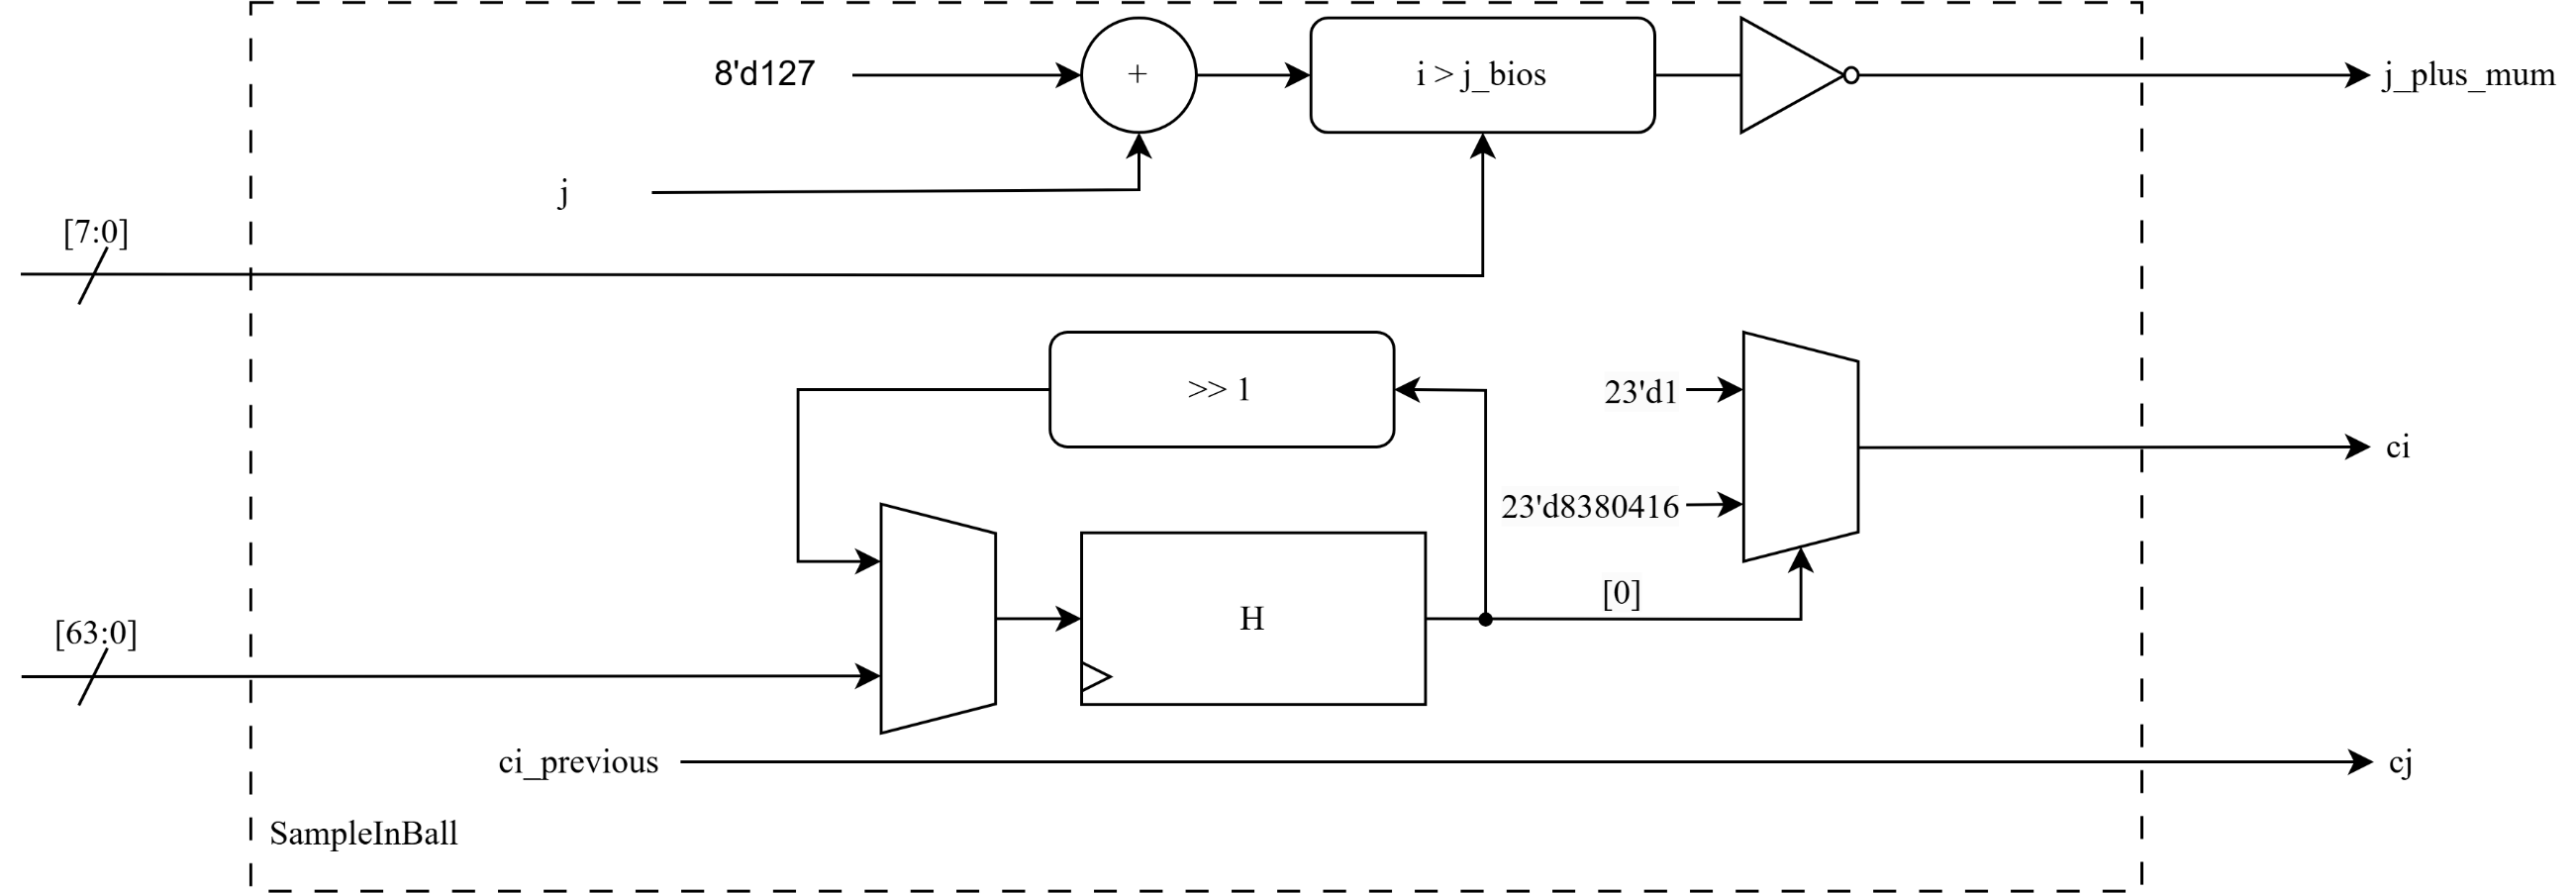 8'd127
+
i > j_bios
j_plus_mum
j
[7:0]
>> 1
23'd1
ci
23'd8380416
[0]
H
[63:0]
ci_previous
cj
SampleInBall